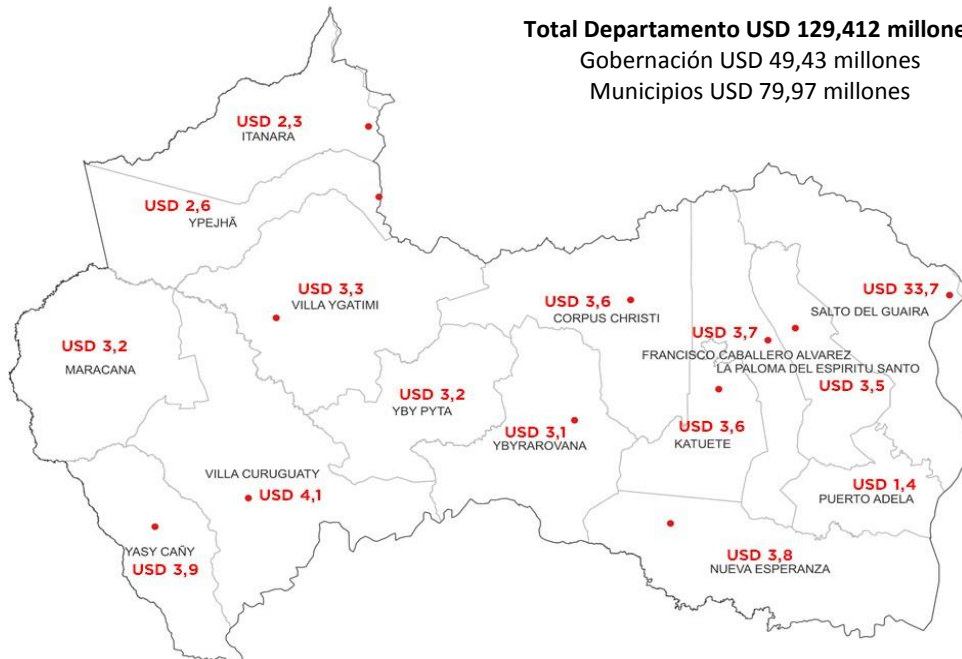 Total Departamento USD 129,412 millone
Gobernación USD 49,43 millones
Municipios USD 79,97 millones
USD 2,3
ITANARA
USD 2,6
YPEJHÃ
USD 3,3
VILLA YGATIMI
USD 3,6
CORPUS CHRISTI
USD 33,7
SALTO DEL GUAIRA
USD 3,7
FRANCISCO CABALLERO ALVAREZ
LA PALOMA DEL ESPIRITU SANTO
USD 3,5
USD 3,2
MARACANA
USD 3,2
YBY PYTA
USD 3,1
YBYRAROVANA
USD 3,6
KATUETE
VILLA CURUGUATY
USD 4,1
USD 1,4
PUERTO ADELA
YASY CAÑY
USD 3,9
USD 3,8
NUEVA ESPERANZA